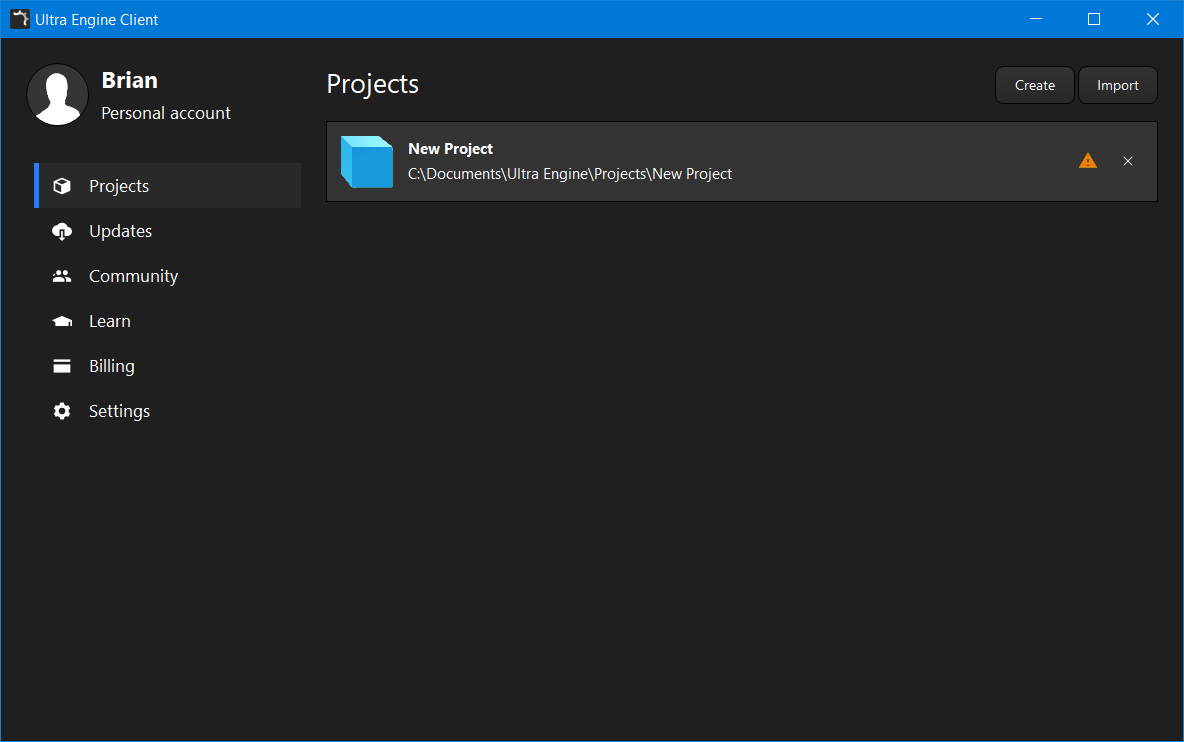 Ultra Engine Client
Brian
Personal account
Projects
Updates
Community
Learn
Billing
Settings
Projects
Create
Import
New Project
C:\Documents\Ultra Engine\Projects\New Project